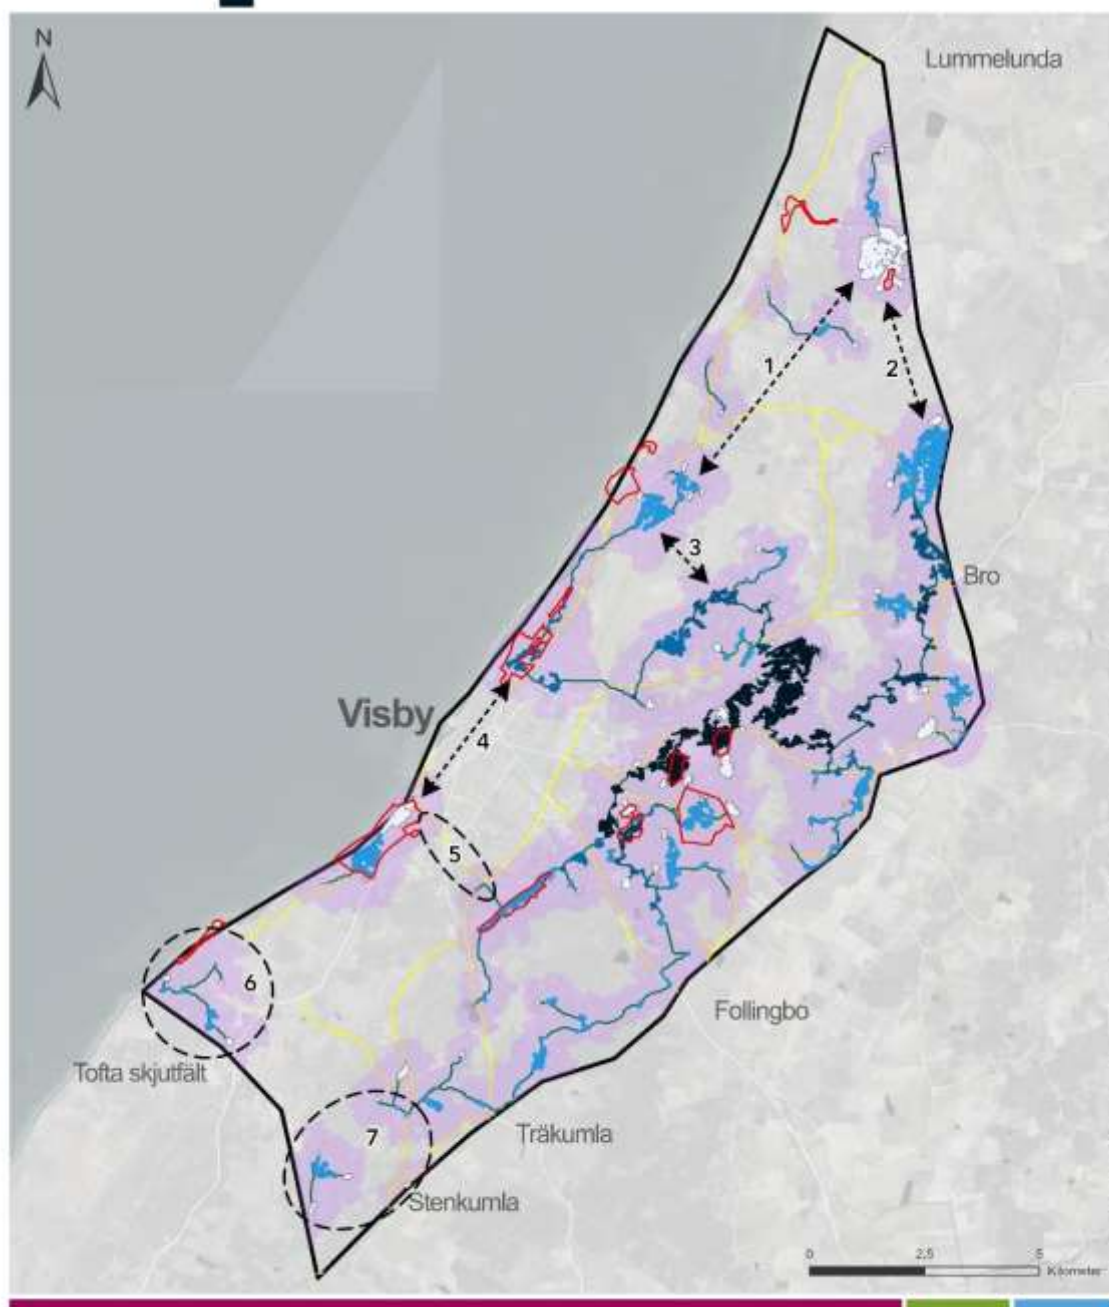 N
Lummelunda
1
2
3
Bro
Visby
4
5
6
Follingbo
Tofta skjutfält
7
Träkumla
Stenkumla
0 2,5 5
Kilometer